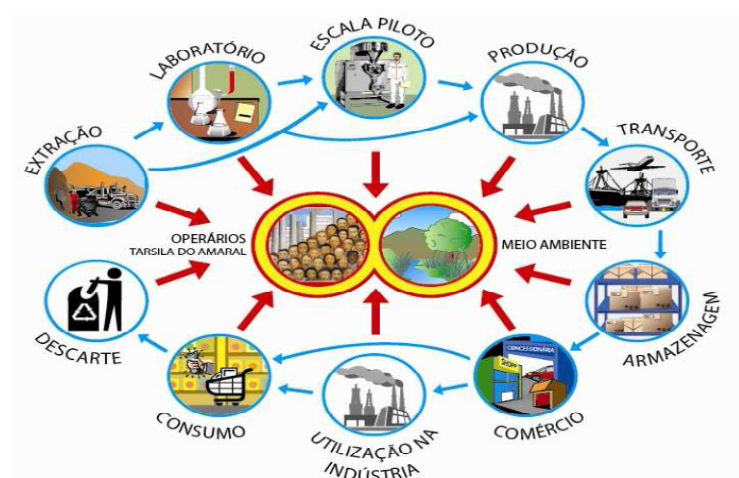 ESCALA PILOTO
LABORATÓRIO
PRODUÇÃO
EXTRAÇÃO
TRANSPORTE
OPERÁRIOS
TARSILA DO AMARAL
MEIO AMBIENTE
DESCARTE
ARMAZENAGEM
CONCESSIONÁRIA
CONSUMO
UTILIZAÇÃO NA
INDÚSTRIA
COMÉRCIO